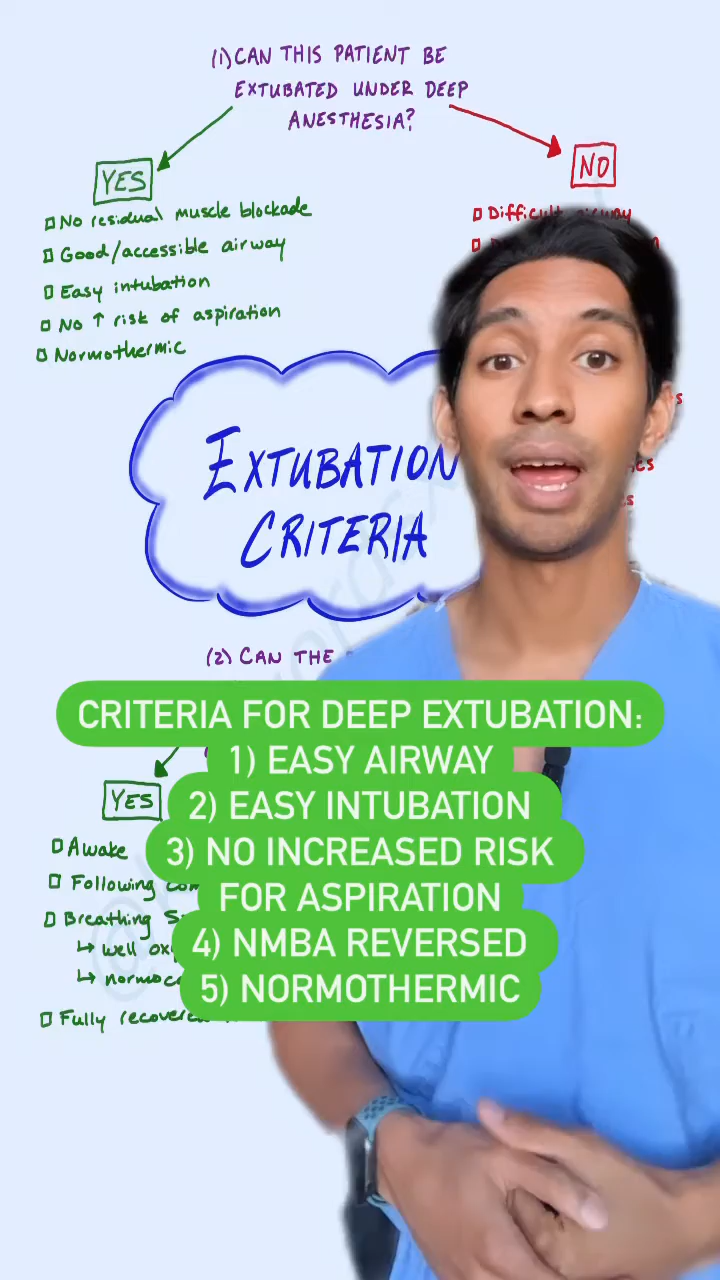 (1) CAN THIS PATIENT BE
EXTUBATED UNDER DEEP
ANESTHESIA?
YES
NO
No residual muscle blockade
Good/accessible airway
Easy intubation
No ↑ risk of aspiration
Normothermic
Difficult airway
EXTUBATION
CRITERIA
(2) CAN THE
CRITERIA FOR DEEP EXTUBATION:
1) EASY AIRWAY
2) EASY INTUBATION
3) NO INCREASED RISK
FOR ASPIRATION
4) NMBA REVERSED
5) NORMOTHERMIC
YES
Awake
Following
Breathing
↳ well
↳
Fully recovered